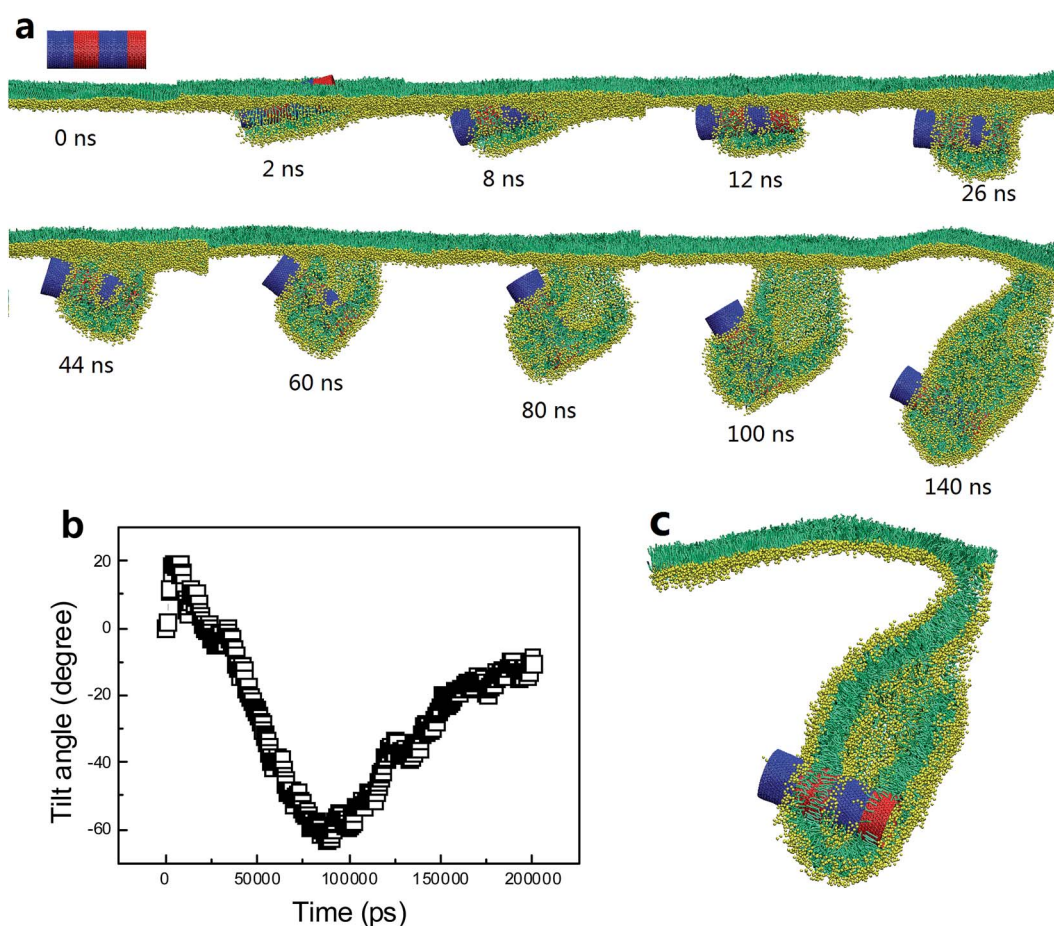 a
0 ns
2 ns
8 ns
12 ns
26 ns
44 ns
60 ns
80 ns
100 ns
140 ns
b
20
0
-20
-40
-60
Tilt angle (degree)
0 50000 100000 150000 200000
Time (ps)
c